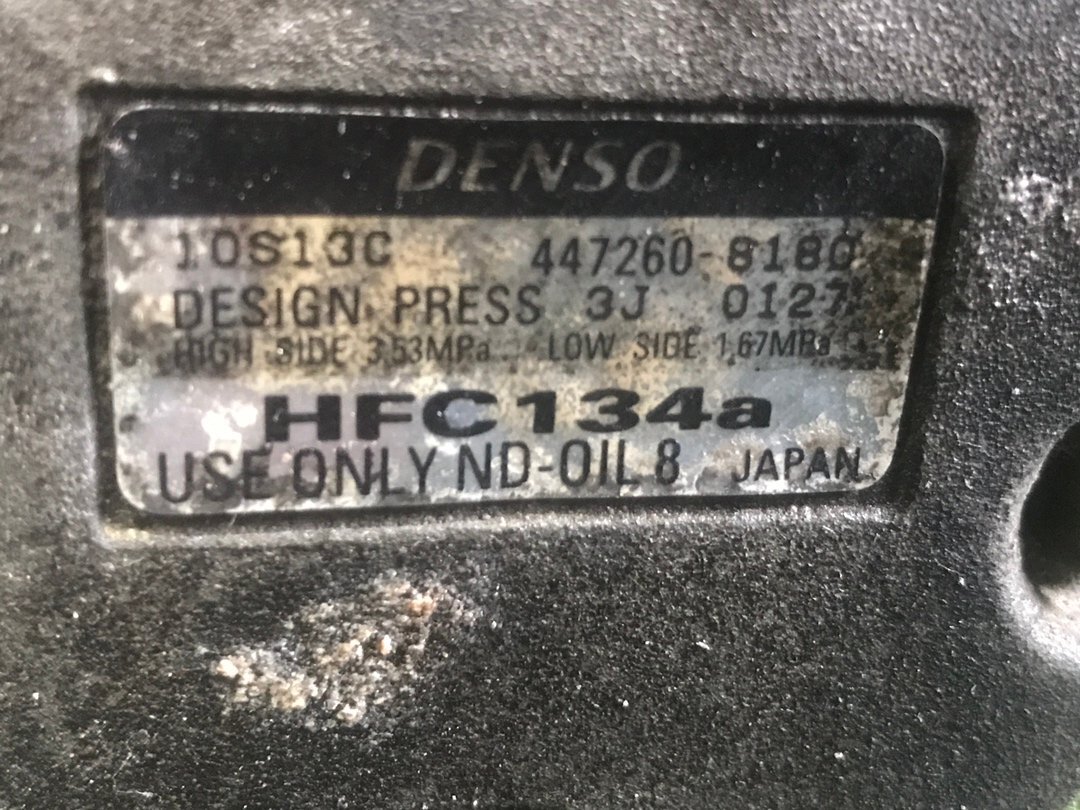 DENSO
10S13C 447260-8180
DESIGN PRESS 3J 0127
HIGH SIDE 3.53MPa LOW SIDE 1.67MPa
HFC134a
USE ONLY ND-OIL 8 JAPAN